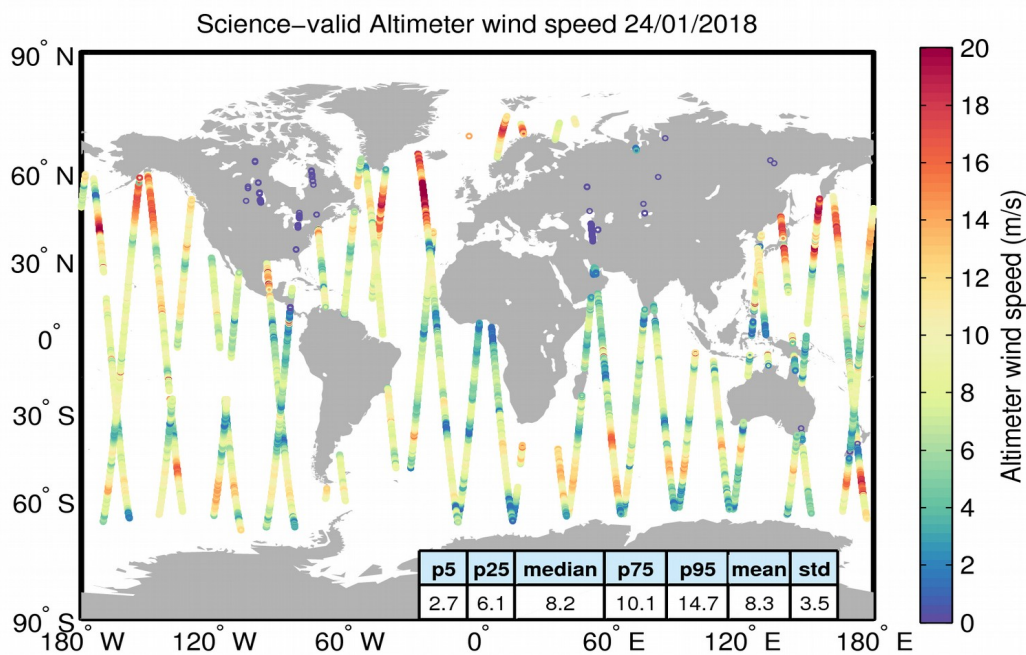 Science−valid Altimeter wind speed 24/01/2018
90° N
60° N
30° N
0°
30° S
60° S
90° S
180° W
120° W
60° W
0°
60° E
120° E
180° E
p5 p25 median p75 p95 mean std
2.7 6.1 8.2 10.1 14.7 8.3 3.5
20
18
16
14
12
10
8
6
4
2
0
Altimeter wind speed (m/s)